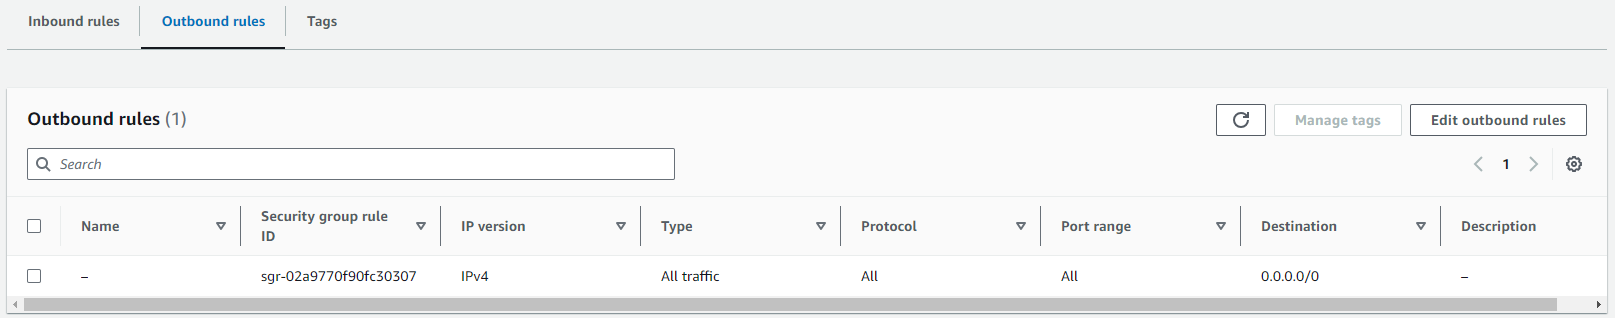 Inbound rules Outbound rules Tags
Outbound rules (1) Manage tags Edit outbound rules
Search 1
Name Security group rule ID IP version Type Protocol Port range Destination Description
– sgr-02a9770f90fc30307 IPv4 All traffic All All 0.0.0.0/0 –